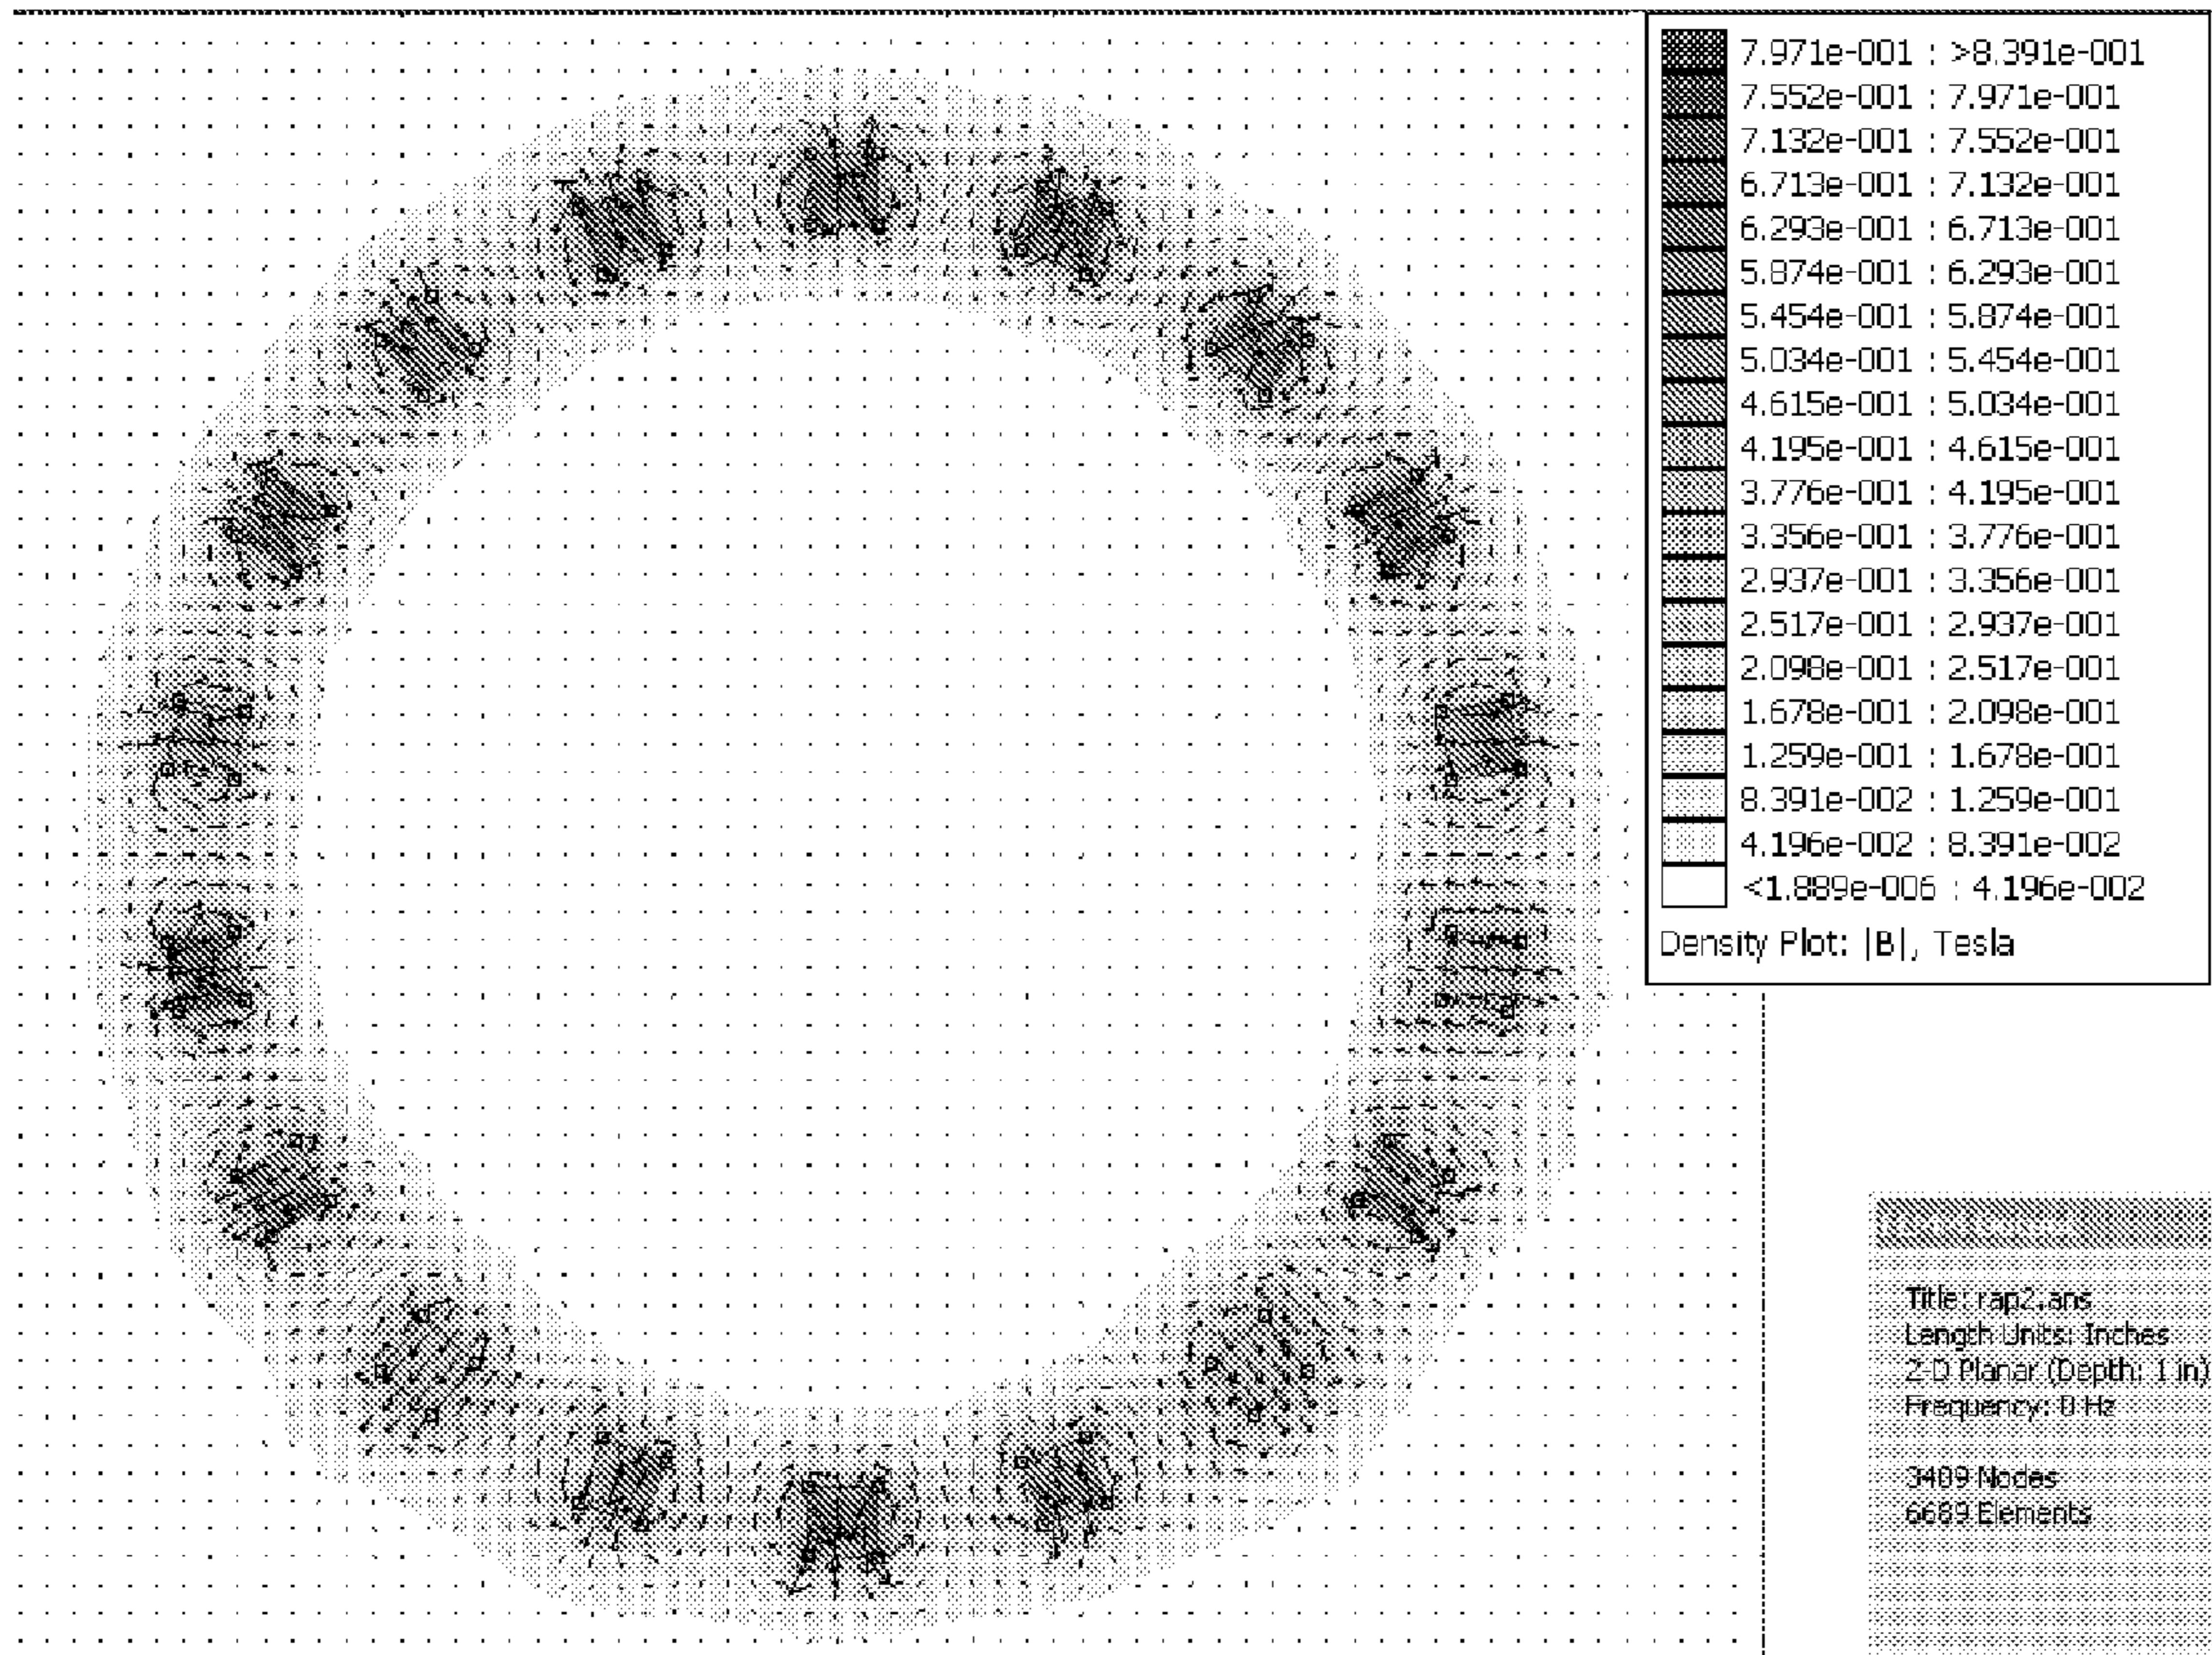 7.971e-001 : >8.391e-001
7.552e-001 : 7.971e-001
7.132e-001 : 7.552e-001
6.713e-001 : 7.132e-001
6.293e-001 : 6.713e-001
5.874e-001 : 6.293e-001
5.454e-001 : 5.874e-001
5.034e-001 : 5.454e-001
4.615e-001 : 5.034e-001
4.195e-001 : 4.615e-001
3.776e-001 : 4.195e-001
3.356e-001 : 3.776e-001
2.937e-001 : 3.356e-001
2.517e-001 : 2.937e-001
2.098e-001 : 2.517e-001
1.678e-001 : 2.098e-001
1.259e-001 : 1.678e-001
8.391e-002 : 1.259e-001
4.196e-002 : 8.391e-002
<1.889e-006 : 4.196e-002
Density Plot: |B|, Tesla
Title: rap2.ans
Length Units: Inches
2-D Planar (Depth: 1 in)
Frequency: 0 Hz
3409 Nodes
6689 Elements